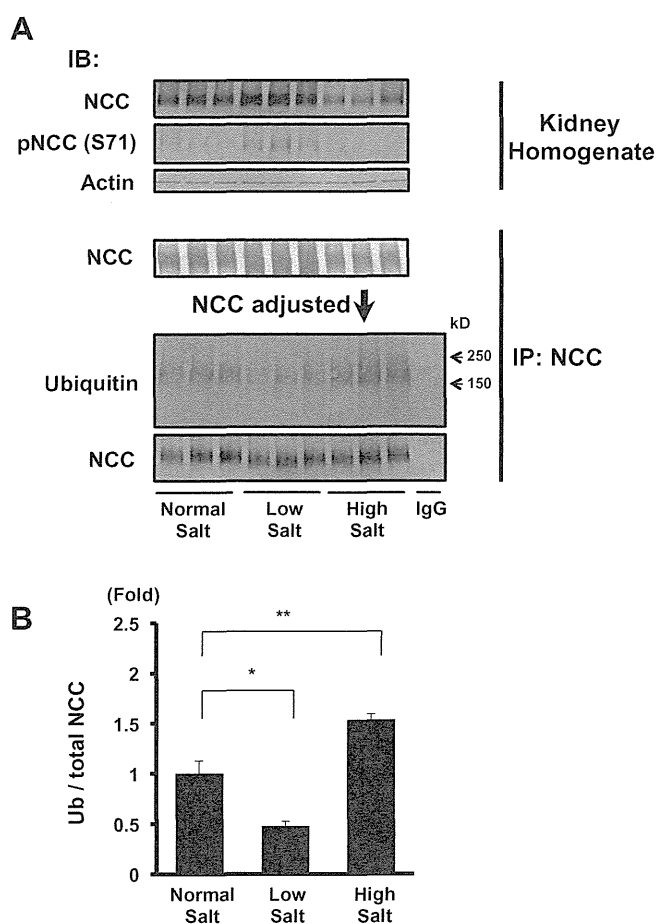 A
IB:
NCC
pNCC (S71)
Actin
Kidney
Homogenate
NCC
NCC adjusted
kD
250
150
Ubiquitin
IP: NCC
NCC
Normal
Salt
Low
Salt
High
Salt
IgG
B
(Fold)
2.5
2
1.5
1
0.5
0
Ub / total NCC
*
**
Normal
Salt
Low
Salt
High
Salt